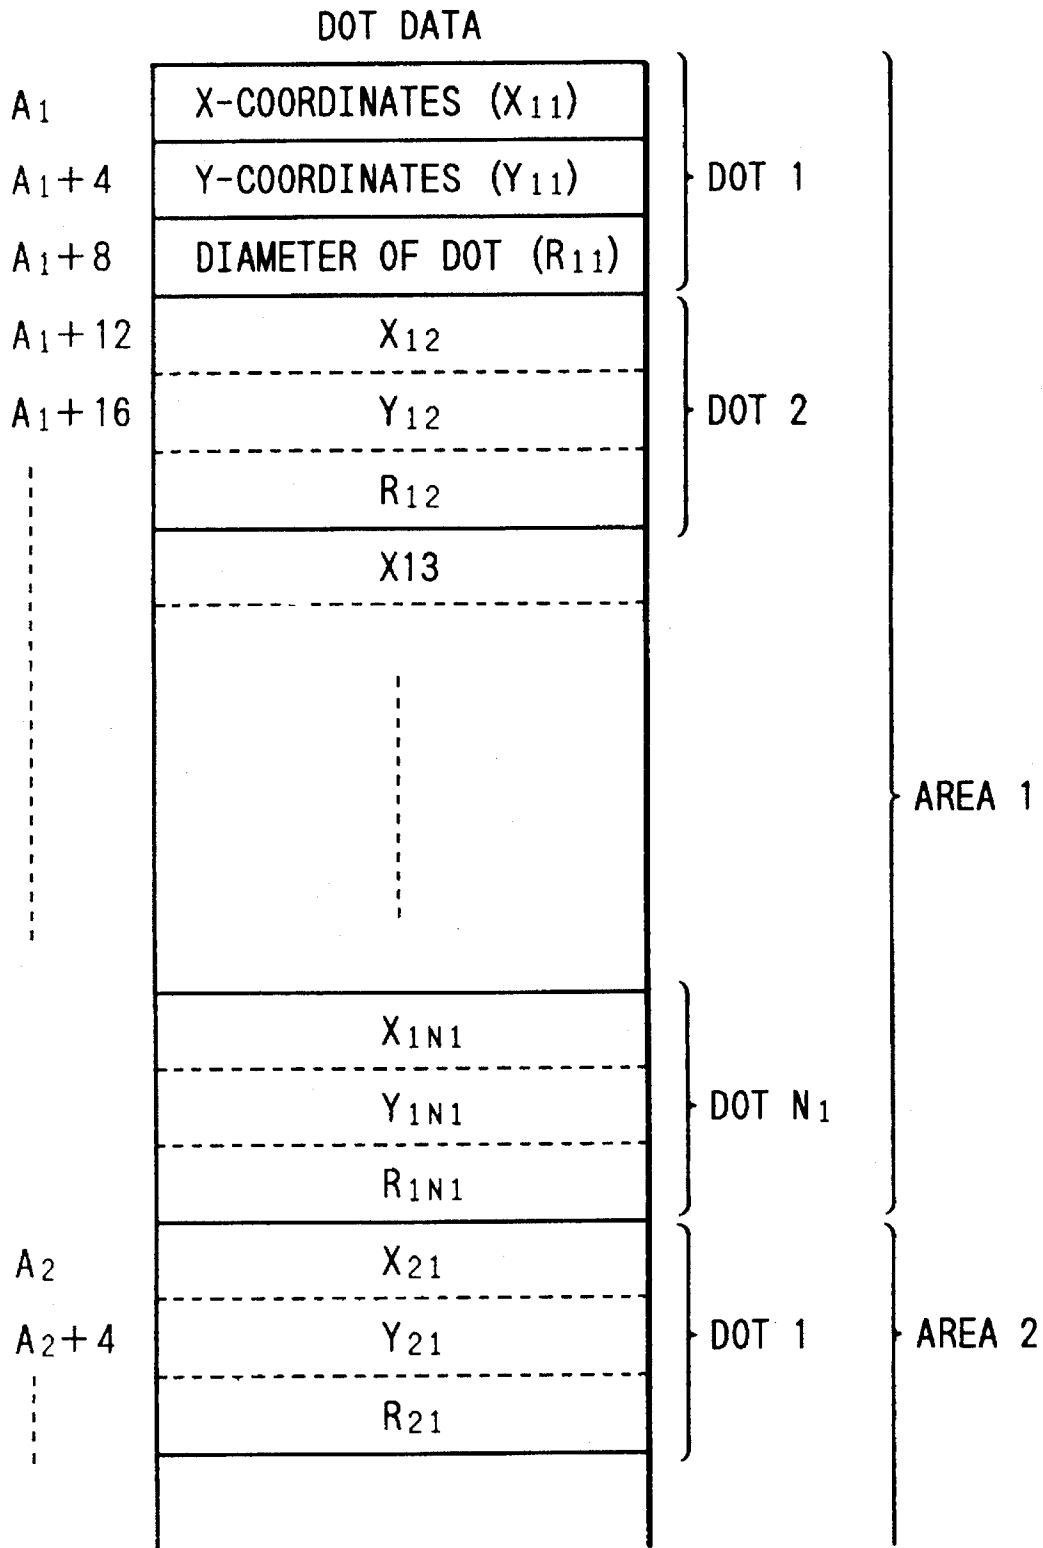 DOT DATA
A1 X-COORDINATES (X11)
A1+4 Y-COORDINATES (Y11) DOT 1
A1+8 DIAMETER OF DOT (R11)
A1+12 X12
A1+16 Y12 DOT 2
R12
X13
AREA 1
X1N1
Y1N1 DOT N1
R1N1
A2 X21
A2+4 Y21 DOT 1 AREA 2
R21